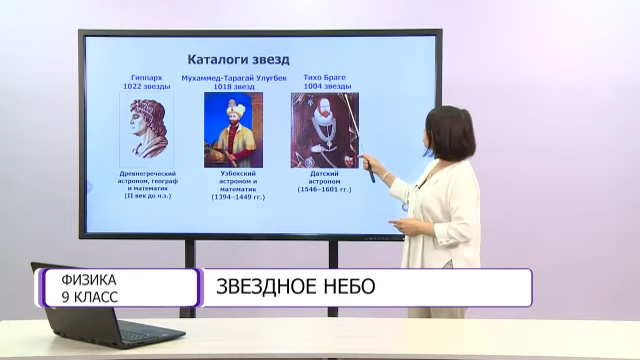 Каталоги звезд
Гиппарх
1022 звезды
Мухаммед-Тарагай Улугбек
1018 звезд
Тихо Браге
1004 звезды
Древнегреческий
астроном, географ
и математик
(II век до н.э.)
Узбекский
астроном и
математик
(1394–1449 гг.)
Датский
астроном
(1546–1601 гг.)
ФИЗИКА
9 КЛАСС
ЗВЕЗДНОЕ НЕБО